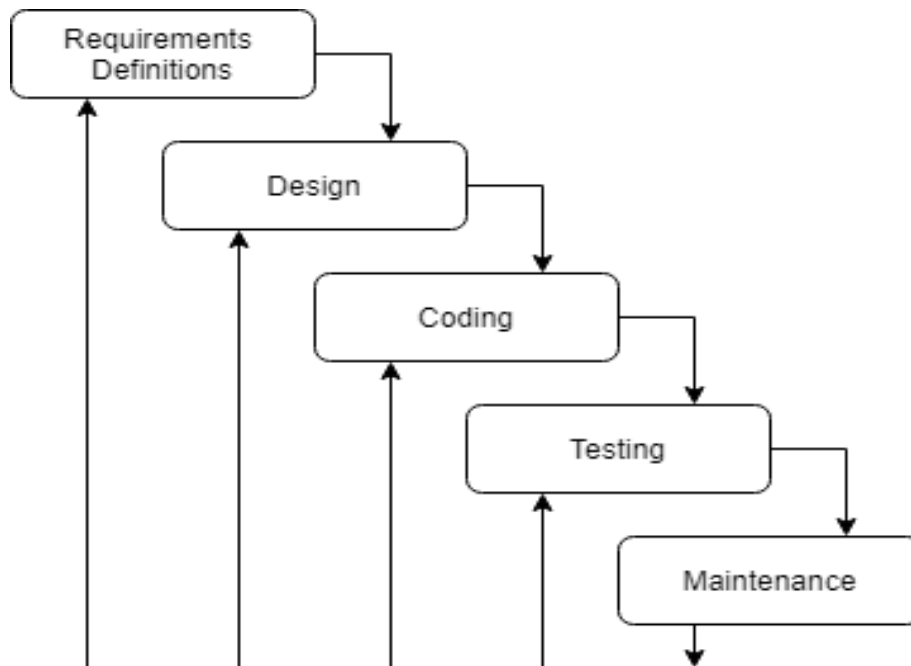 Requirements
Definitions
Design
Coding
Testing
Maintenance